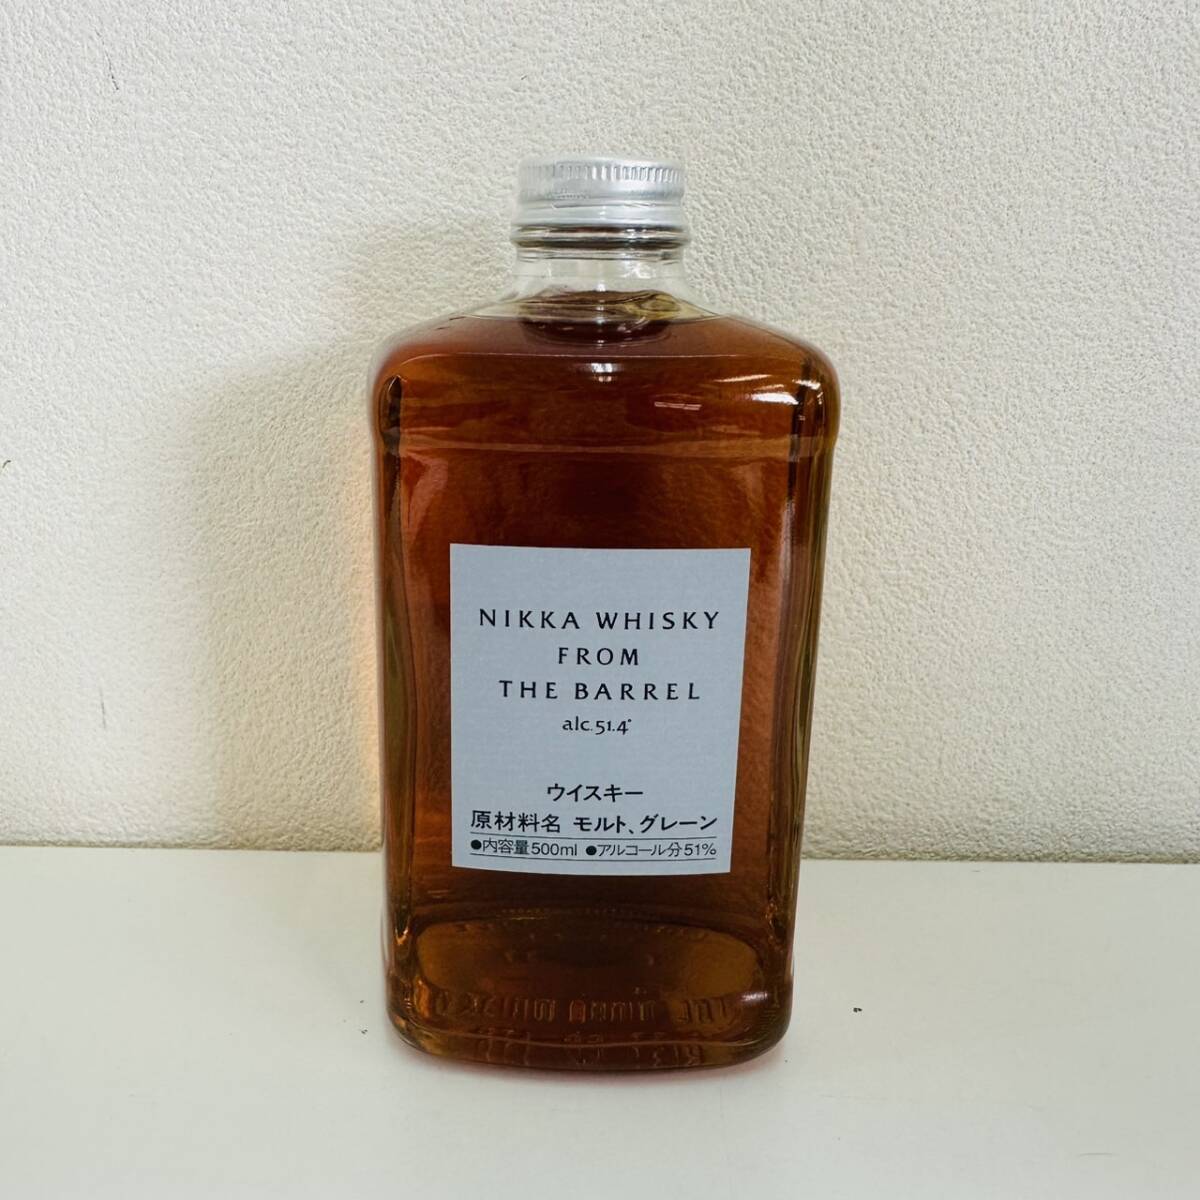 NIKKA WHISKY
FROM
THE BARREL
alc.51.4°
ウイスキー
原材料名 モルト、グレーン
●内容量500ml ●アルコール分51%